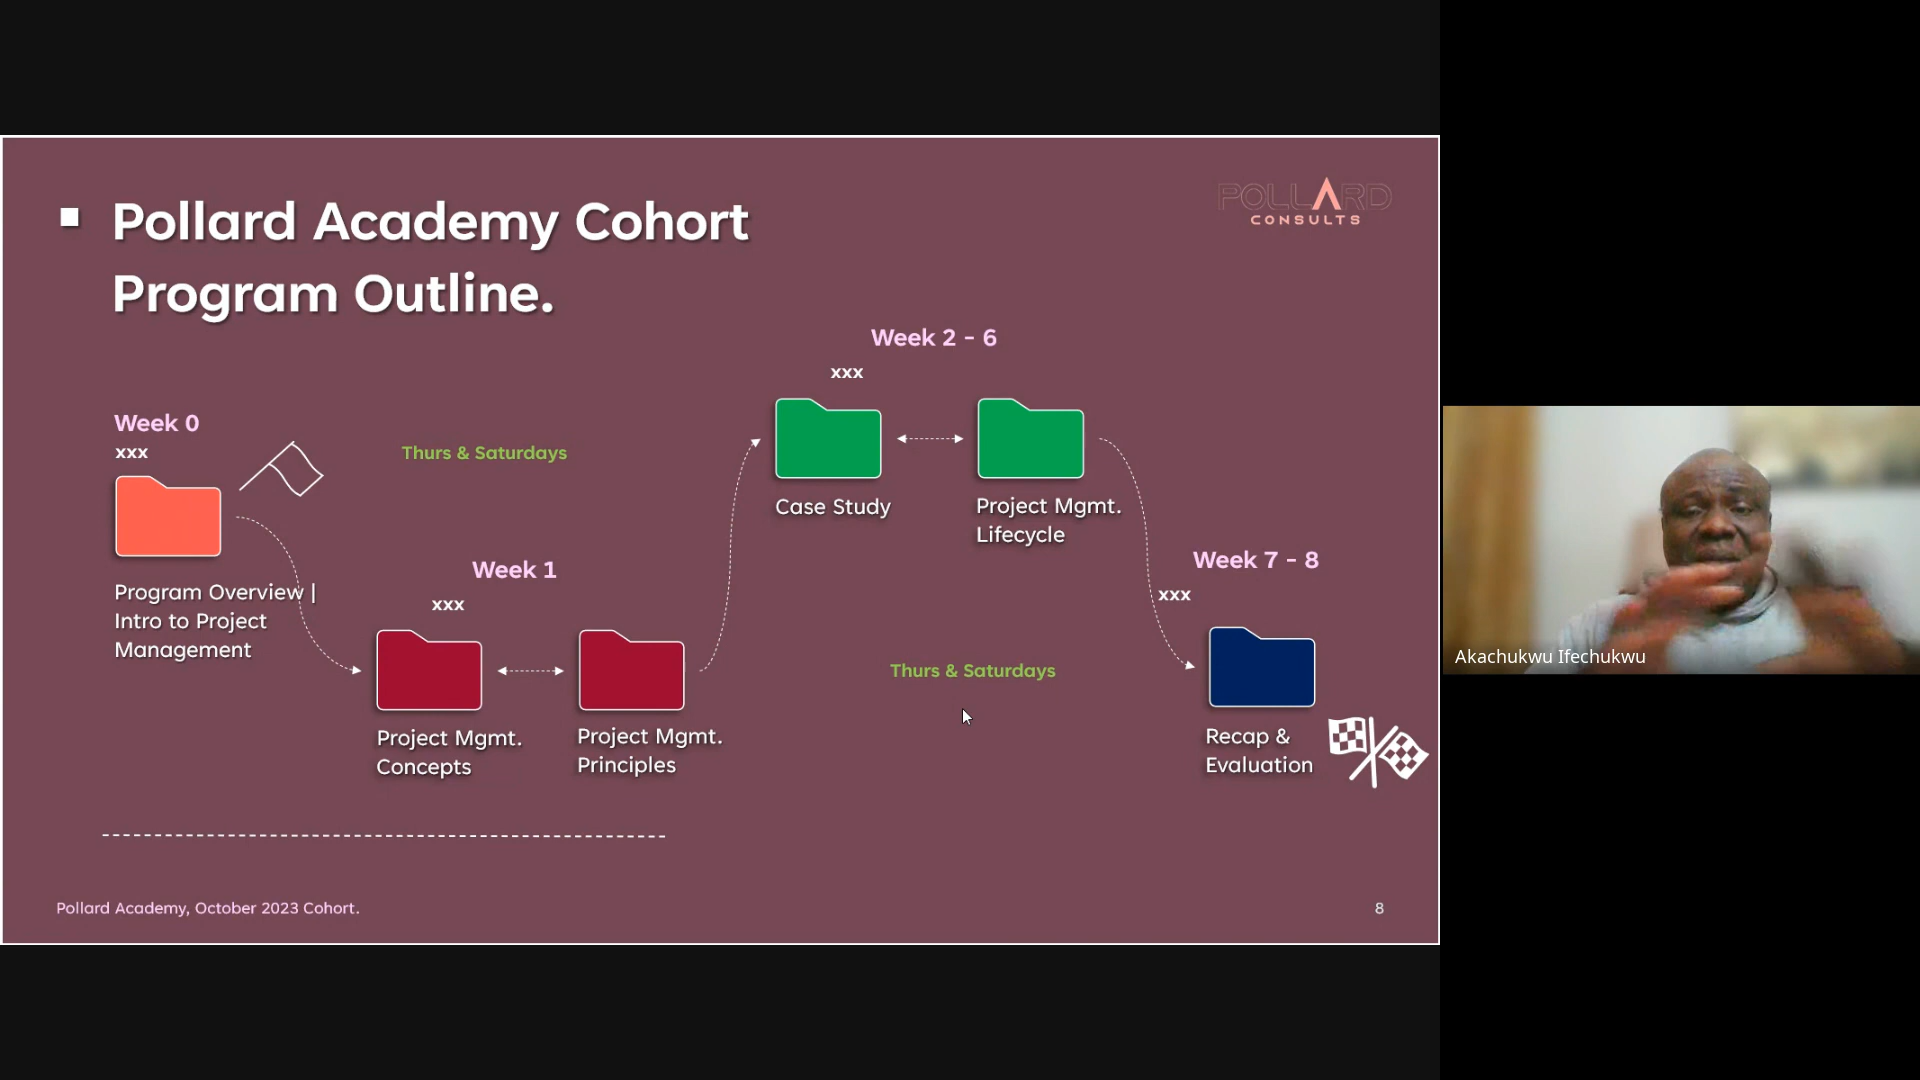 ▪ Pollard Academy Cohort
Program Outline.
POLLARD
CONSULTS
Week 0
xxx
Program Overview |
Intro to Project
Management
Thurs & Saturdays
Week 1
xxx
Project Mgmt.
Concepts
Project Mgmt.
Principles
Week 2 - 6
xxx
Case Study
Project Mgmt.
Lifecycle
Thurs & Saturdays
Week 7 - 8
xxx
Recap &
Evaluation
Pollard Academy, October 2023 Cohort.
8
Akachukwu Ifechukwu